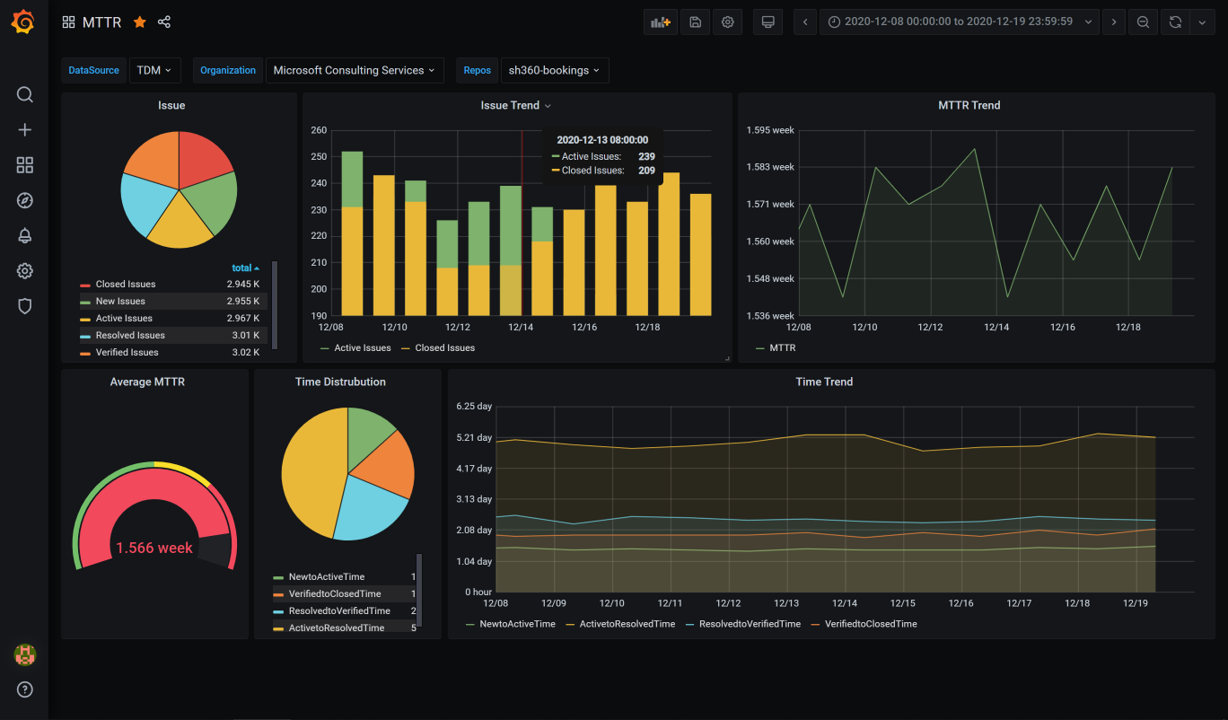 MTTR
2020-12-08 00:00:00 to 2020-12-19 23:59:59
DataSource TDM Organization Microsoft Consulting Services Repos sh360-bookings
Issue
total
Closed Issues 2.945 K
New Issues 2.955 K
Active Issues 2.967 K
Resolved Issues 3.01 K
Verified Issues 3.02 K
Issue Trend
260
250
240
230
220
210
200
190
12/08 12/10 12/12 12/14 12/16 12/18
2020-12-13 08:00:00
Active Issues: 239
Closed Issues: 209
Active Issues Closed Issues
MTTR Trend
1.595 week
1.583 week
1.571 week
1.560 week
1.548 week
1.536 week
12/08 12/10 12/12 12/14 12/16 12/18
MTTR
Average MTTR
1.566 week
Time Distrubution
NewtoActiveTime 1
VerifiedtoClosedTime 1
ResolvedtoVerifiedTime 2
ActivetoResolvedTime 5
Time Trend
6.25 day
5.21 day
4.17 day
3.13 day
2.08 day
1.04 day
0 hour
12/08 12/09 12/10 12/11 12/12 12/13 12/14 12/15 12/16 12/17 12/18 12/19
NewtoActiveTime ActivetoResolvedTime ResolvedtoVerifiedTime VerifiedtoClosedTime